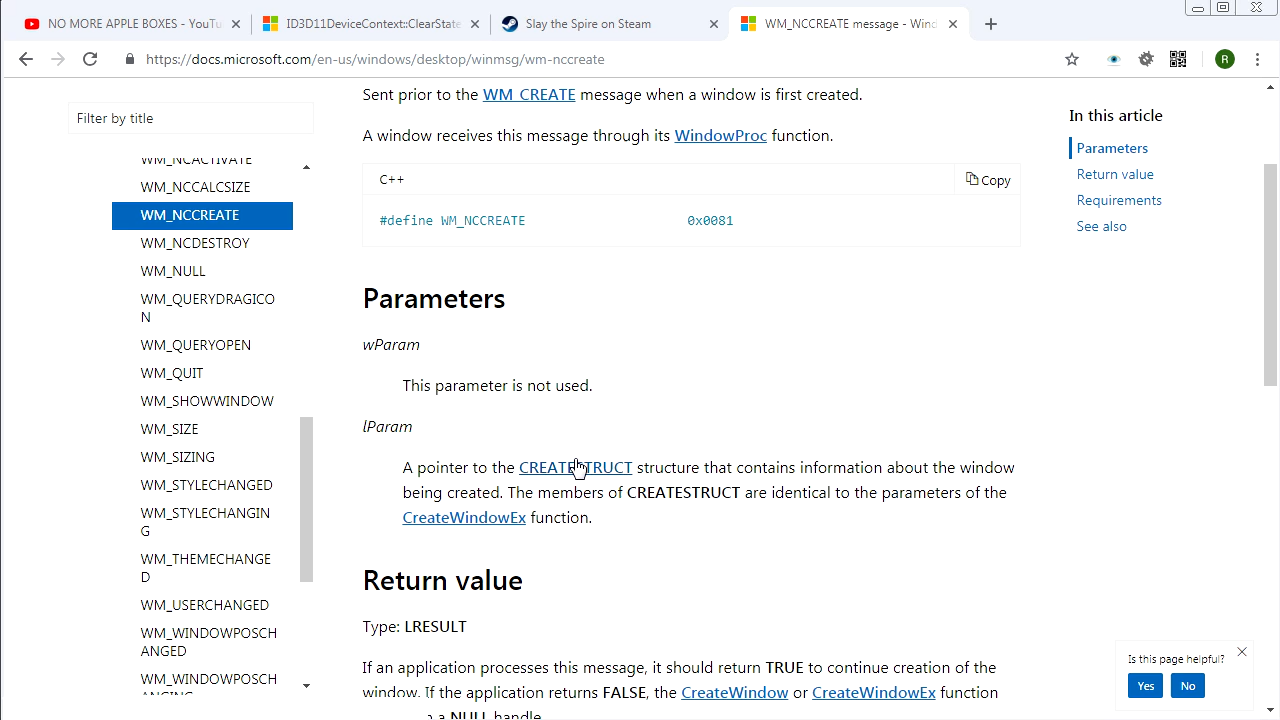 NO MORE APPLE BOXES - YouTu
ID3D11DeviceContext::ClearState
Slay the Spire on Steam
WM_NCCREATE message - Wind
https://docs.microsoft.com/en-us/windows/desktop/winmsg/wm-nccreate
R
Filter by title
WM_NCACTIVATE
WM_NCCALCSIZE
WM_NCCREATE
WM_NCDESTROY
WM_NULL
WM_QUERYDRAGICO
N
WM_QUERYOPEN
WM_QUIT
WM_SHOWWINDOW
WM_SIZE
WM_SIZING
WM_STYLECHANGED
WM_STYLECHANGIN
G
WM_THEMECHANGE
D
WM_USERCHANGED
WM_WINDOWPOSCH
ANGED
WM_WINDOWPOSCH
ANGING
Sent prior to the WM_CREATE message when a window is first created.
A window receives this message through its WindowProc function.
C++
Copy
#define WM_NCCREATE 0x0081
Parameters
wParam
This parameter is not used.
lParam
A pointer to the CREATESTRUCT structure that contains information about the window
being created. The members of CREATESTRUCT are identical to the parameters of the
CreateWindowEx function.
Return value
Type: LRESULT
If an application processes this message, it should return TRUE to continue creation of the
window. If the application returns FALSE, the CreateWindow or CreateWindowEx function
a NULL handle.
In this article
Parameters
Return value
Requirements
See also
Is this page helpful?
Yes
No